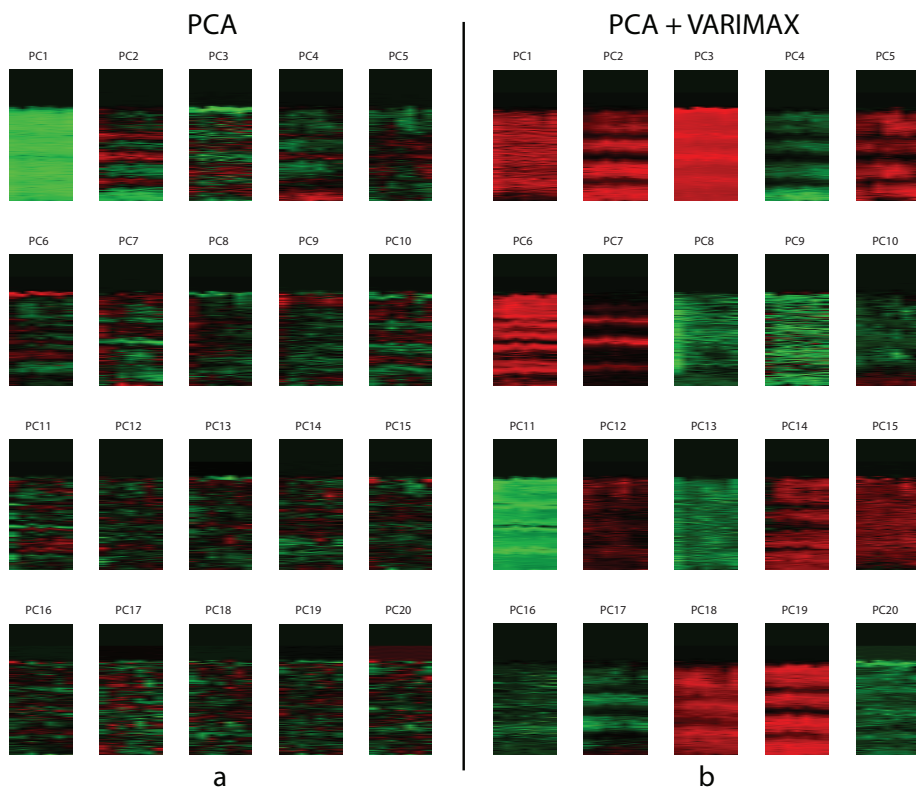 PCA
PC1 PC2 PC3 PC4 PC5
PC6 PC7 PC8 PC9 PC10
PC11 PC12 PC13 PC14 PC15
PC16 PC17 PC18 PC19 PC20
a
PCA + VARIMAX
PC1 PC2 PC3 PC4 PC5
PC6 PC7 PC8 PC9 PC10
PC11 PC12 PC13 PC14 PC15
PC16 PC17 PC18 PC19 PC20
b